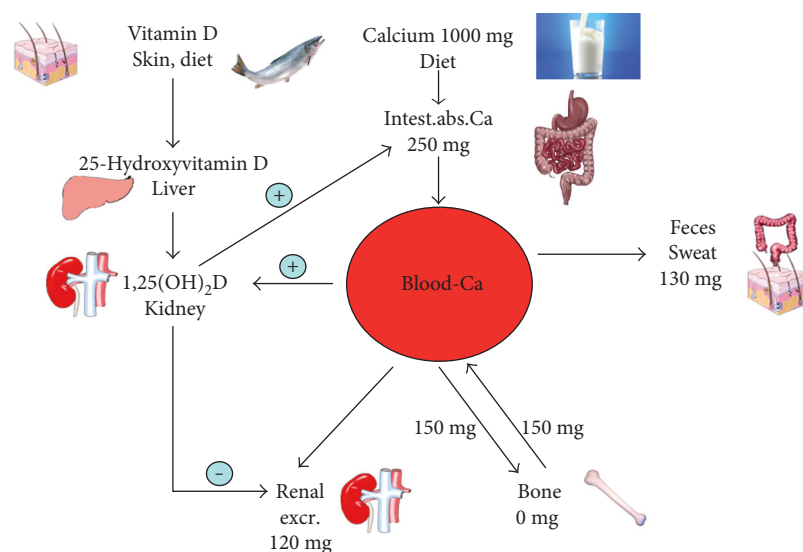 Vitamin D
Skin, diet
Calcium 1000 mg
Diet
Intest.abs.Ca
250 mg
25-Hydroxyvitamin D
Liver
+
Feces
Sweat
130 mg
+
1,25(OH)₂D
Kidney
Blood-Ca
150 mg
150 mg
–
Renal
excr.
120 mg
Bone
0 mg